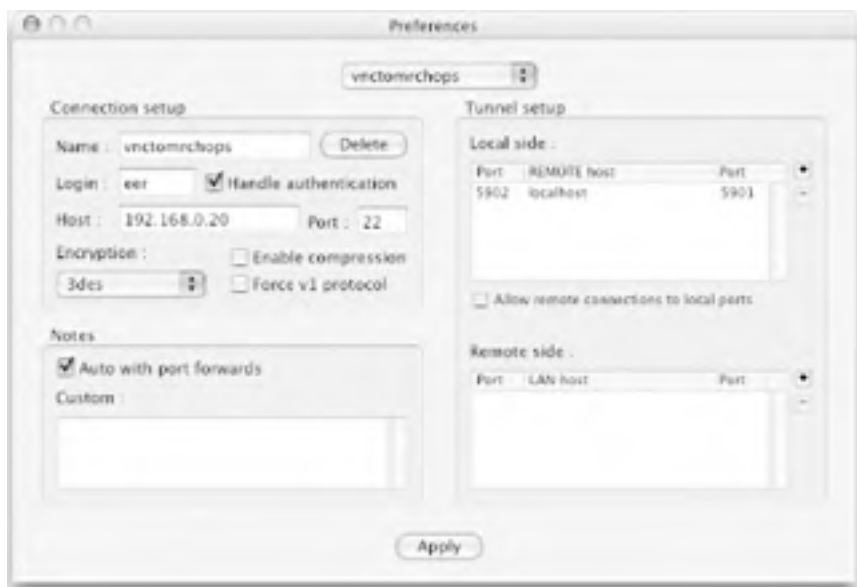 Preferences
vnctomrchops
Connection setup
Name : vnctomrchops Delete
Login : eer Handle authentication
Host : 192.168.0.20 Port : 22
Encryption : Enable compression
3des Force v1 protocol
Notes
Auto with port forwards
Custom :
Tunnel setup
Local side :
Port REMOTE host Port +
5902 localhost 5901 -
Allow remote connections to local ports
Remote side :
Port LAN host Port +
-
Apply